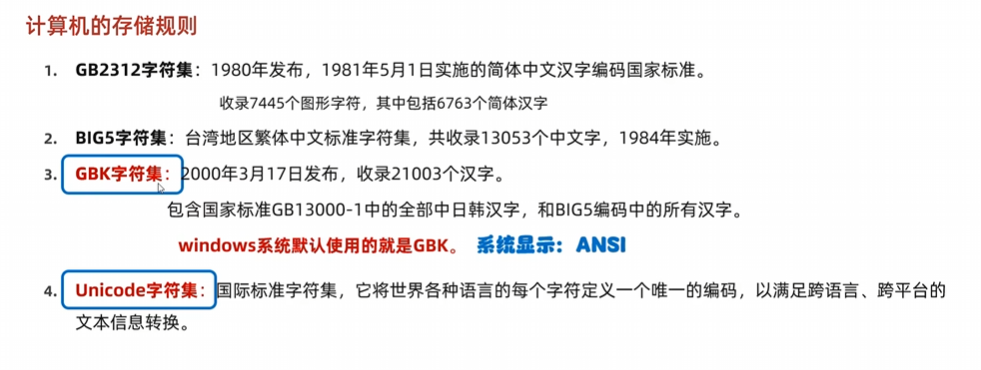 计算机的存储规则
1. GB2312字符集：1980年发布，1981年5月1日实施的简体中文汉字编码国家标准。
收录7445个图形字符，其中包括6763个简体汉字
2. BIG5字符集：台湾地区繁体中文标准字符集，共收录13053个中文字，1984年实施。
3. GBK字符集：2000年3月17日发布，收录21003个汉字。
包含国家标准GB13000-1中的全部中日韩汉字，和BIG5编码中的所有汉字。
windows系统默认使用的就是GBK。 系统显示：ANSI
4. Unicode字符集：国际标准字符集，它将世界各种语言的每个字符定义一个唯一的编码，以满足跨语言、跨平台的
文本信息转换。